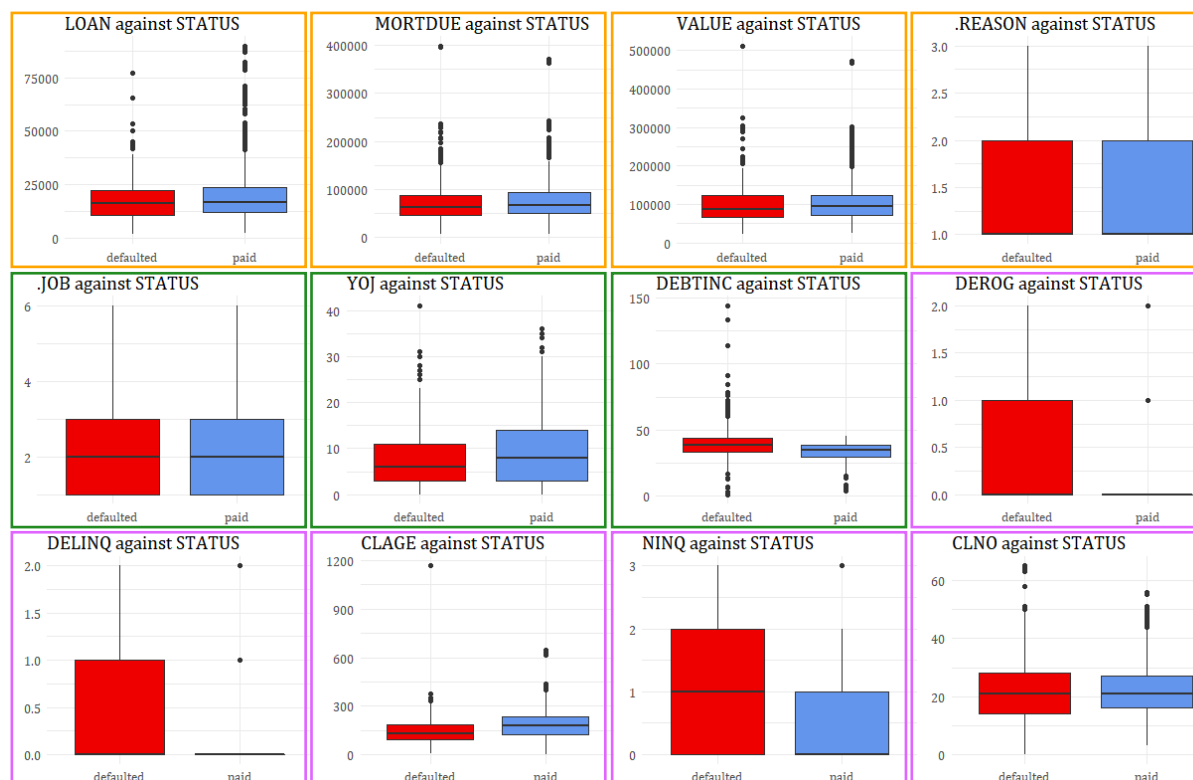 LOAN against STATUS
75000
50000
25000
0
defaulted paid
MORTDUE against STATUS
400000
300000
200000
100000
0
defaulted paid
VALUE against STATUS
500000
400000
300000
200000
100000
0
defaulted paid
.REASON against STATUS
3.0
2.5
2.0
1.5
1.0
defaulted paid
.JOB against STATUS
6
4
2
defaulted paid
YOJ against STATUS
40
30
20
10
0
defaulted paid
DEBTINC against STATUS
150
100
50
0
defaulted paid
DEROG against STATUS
2.0
1.5
1.0
0.5
0.0
defaulted paid
DELINQ against STATUS
2.0
1.5
1.0
0.5
0.0
defaulted paid
CLAGE against STATUS
1200
900
600
300
0
defaulted paid
NINQ against STATUS
3
2
1
0
defaulted paid
CLNO against STATUS
60
40
20
0
defaulted paid